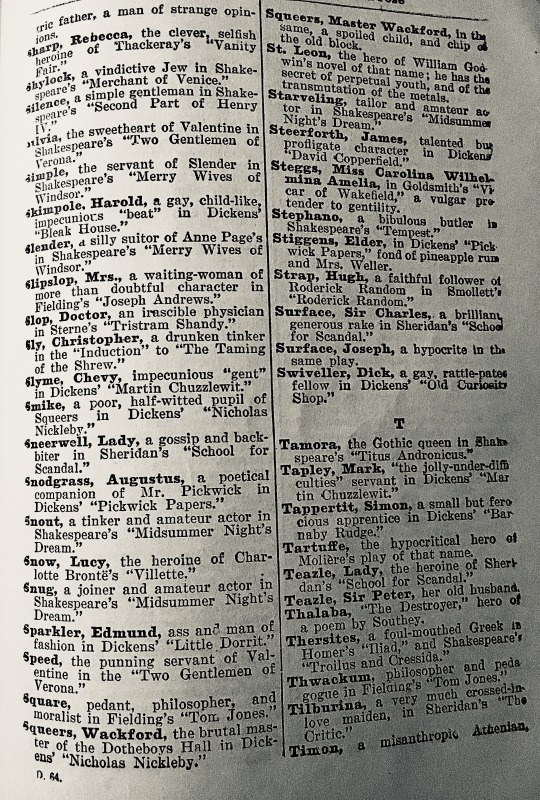 ric father, a man of strange opin-
ions.
Sharp, Rebecca, the clever, selfish
heroine of Thackeray's "Vanity
Fair."
Shylock, a vindictive Jew in Shake-
speare's "Merchant of Venice."
Silence, a simple gentleman in Shake-
speare's "Second Part of Henry
IV."
Silvia, the sweetheart of Valentine in
Shakespeare's "Two Gentlemen of
Verona."
Simple, the servant of Slender in
Shakespeare's "Merry Wives of
Windsor."
Skimpole, Harold, a gay, child-like,
impecunious "beat" in Dickens'
"Bleak House."
Slender, a silly suitor of Anne Page's
in Shakespeare's "Merry Wives of
Windsor."
Slipslop, Mrs., a waiting-woman of
more than doubtful character in
Fielding's "Joseph Andrews."
Slop, Doctor, an irascible physician
in Sterne's "Tristram Shandy."
Sly, Christopher, a drunken tinker
in the "Induction" to "The Taming
of the Shrew."
Slyme, Chevy, impecunious "gent"
in Dickens' "Martin Chuzzlewit."
Smike, a poor, half-witted pupil of
Squeers in Dickens' "Nicholas
Nickleby."
Sneerwell, Lady, a gossip and back-
biter in Sheridan's "School for
Scandal."
Snodgrass, Augustus, a poetical
companion of Mr. Pickwick in
Dickens' "Pickwick Papers."
Snout, a tinker and amateur actor in
Shakespeare's "Midsummer Night's
Dream."
Snow, Lucy, the heroine of Char-
lotte Brontë's "Villette."
Snug, a joiner and amateur actor in
Shakespeare's "Midsummer Night's
Dream."
Sparkler, Edmund, ass and man of
fashion in Dickens' "Little Dorrit."
Speed, the punning servant of Val-
entine in the "Two Gentlemen of
Verona."
Square, pedant, philosopher, and
moralist in Fielding's "Tom Jones."
Squeers, Wackford, the brutal mas-
ter of the Dotheboys Hall in Dick-
ens' "Nicholas Nickleby."
D. 64.
Squeers, Master Wackford, in the
same, a spoiled child, and chip of
the old block.
St. Leon, the hero of William God-
win's novel of that name; he has the
secret of perpetual youth, and of the
transmutation of the metals.
Starveling, tailor and amateur ac-
tor in Shakespeare's "Midsummer
Night's Dream."
Steerforth, James, talented but
profligate character in Dickens'
"David Copperfield."
Steggs, Miss Carolina Wilhel-
mina Amelia, in Goldsmith's "Vi-
car of Wakefield," a vulgar pre-
tender to gentility.
Stephano, a bibulous butler in
Shakespeare's "Tempest."
Stiggens, Elder, in Dickens' "Pick-
wick Papers," fond of pineapple rum
and Mrs. Weller.
Strap, Hugh, a faithful follower of
Roderick Random in Smollett's
"Roderick Random."
Surface, Sir Charles, a brilliant,
generous rake in Sheridan's "School
for Scandal."
Surface, Joseph, a hypocrite in the
same play.
Swiveller, Dick, a gay, rattle-pated
fellow in Dickens' "Old Curiosity
Shop."
T
Tamora, the Gothic queen in Shake-
speare's "Titus Andronicus."
Tapley, Mark, "the jolly-under-diffi-
culties" servant in Dickens' "Mar-
tin Chuzzlewit."
Tappertit, Simon, a small but fero-
cious apprentice in Dickens' "Bar-
naby Rudge."
Tartuffe, the hypocritical hero of
Molière's play of that name.
Teazle, Lady, the heroine of Sheri-
dan's "School for Scandal."
Teazle, Sir Peter, her old husband.
Thalaba, "The Destroyer," hero of
a poem by Southey.
Thersites, a foul-mouthed Greek in
Homer's "Iliad," and Shakespeare's
"Troilus and Cressida."
Thwackum, philosopher and peda-
gogue in Fielding's "Tom Jones."
Tilburina, a very much crossed-in-
love maiden, in Sheridan's "The
Critic."
Timon, a misanthropic Athenian,